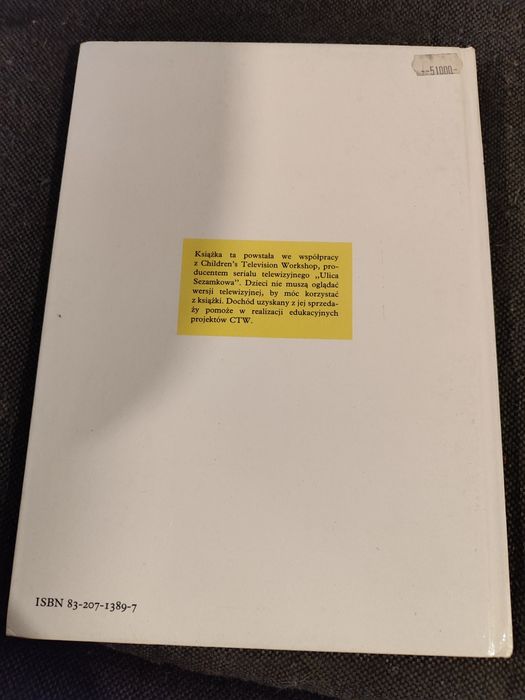 --51000-
Książka ta powstała we współpracy
z Children's Television Workshop, pro-
ducentem serialu telewizyjnego „Ulica
Sezamkowa". Dzieci nie muszą oglądać
wersji telewizyjnej, by móc korzystać
z książki. Dochód uzyskany z jej sprzeda-
ży pomoże w realizacji edukacyjnych
projektów CTW.
ISBN 83-207-1389-7